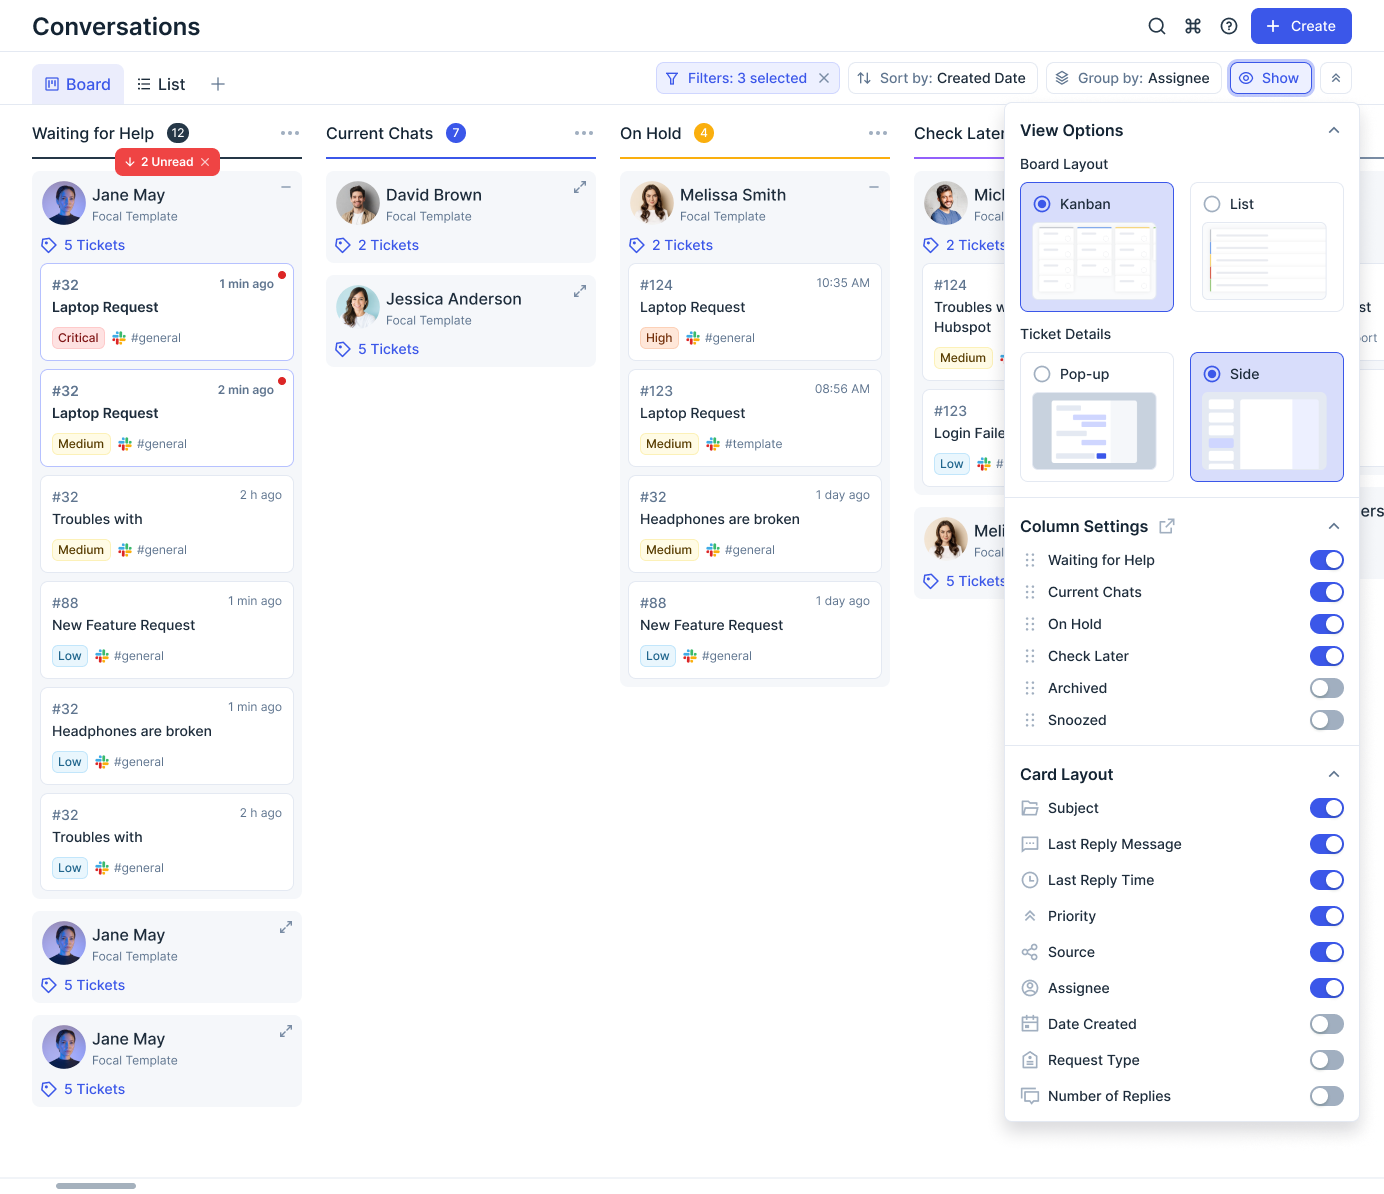 Conversations
Create
Board
List
Filters: 3 selected
Sort by: Created Date
Group by: Assignee
Show
Waiting for Help 12
2 Unread
Jane May
Focal Template
5 Tickets
#32
1 min ago
Laptop Request
Critical
#general
#32
2 min ago
Laptop Request
Medium
#general
#32
2 h ago
Troubles with
Medium
#general
#88
1 min ago
New Feature Request
Low
#general
#32
1 min ago
Headphones are broken
Low
#general
#32
2 h ago
Troubles with
Low
#general
Jane May
Focal Template
5 Tickets
Jane May
Focal Template
5 Tickets
Current Chats 7
David Brown
Focal Template
2 Tickets
Jessica Anderson
Focal Template
5 Tickets
On Hold 4
Melissa Smith
Focal Template
2 Tickets
#124
10:35 AM
Laptop Request
High
#general
#123
08:56 AM
Laptop Request
Medium
#template
#32
1 day ago
Headphones are broken
Medium
#general
#88
1 day ago
New Feature Request
Low
#general
Check Later
Mic
Foca
2 Tickets
#124
Troubles w
Hubspot
Medium
#123
Login Faile
Low
#
Meli
Foca
5 Tickets
View Options
Board Layout
Kanban
List
Ticket Details
Pop-up
Side
Column Settings
Waiting for Help
Current Chats
On Hold
Check Later
Archived
Snoozed
Card Layout
Subject
Last Reply Message
Last Reply Time
Priority
Source
Assignee
Date Created
Request Type
Number of Replies
st
ort
ers